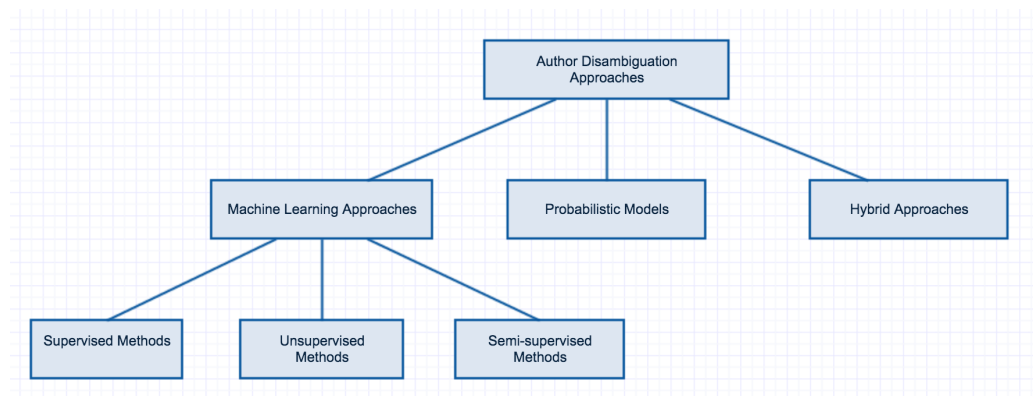 Author Disambiguation
Approaches
Machine Learning Approaches
Probabilistic Models
Hybrid Approaches
Supervised Methods
Unsupervised
Methods
Semi-supervised
Methods